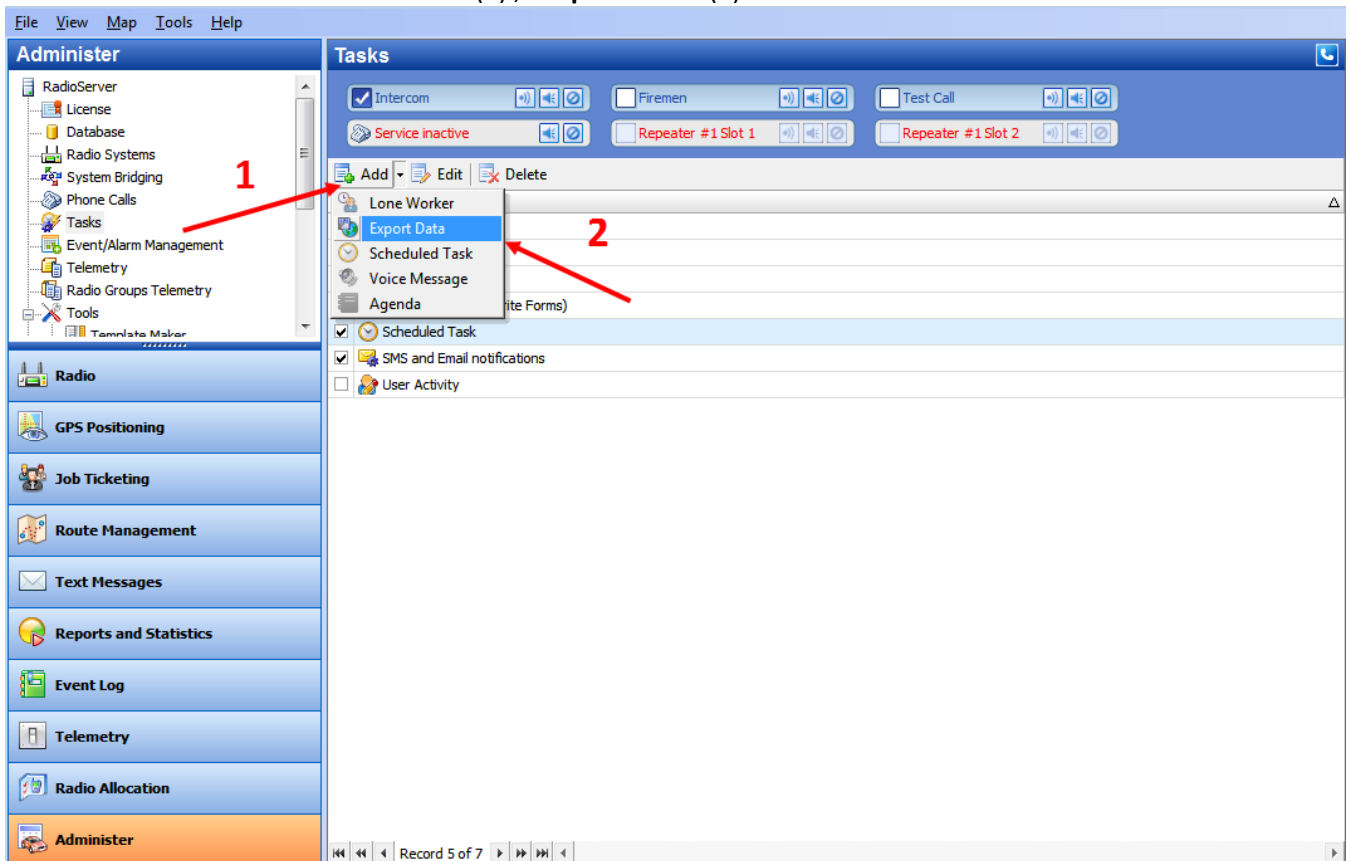 File View Map Tools Help
Administer
RadioServer
License
Database
Radio Systems
System Bridging
Phone Calls
Tasks
Event/Alarm Management
Telemetry
Radio Groups Telemetry
Tools
Template Maker
1
Radio
GPS Positioning
Job Ticketing
Route Management
Text Messages
Reports and Statistics
Event Log
Telemetry
Radio Allocation
Administer
Tasks
Intercom Firemen Test Call
Service inactive Repeater #1 Slot 1 Repeater #1 Slot 2
Add Edit Delete
Lone Worker
Export Data
2
Scheduled Task
Voice Message
Agenda
rite Forms)
Scheduled Task
SMS and Email notifications
User Activity
Record 5 of 7